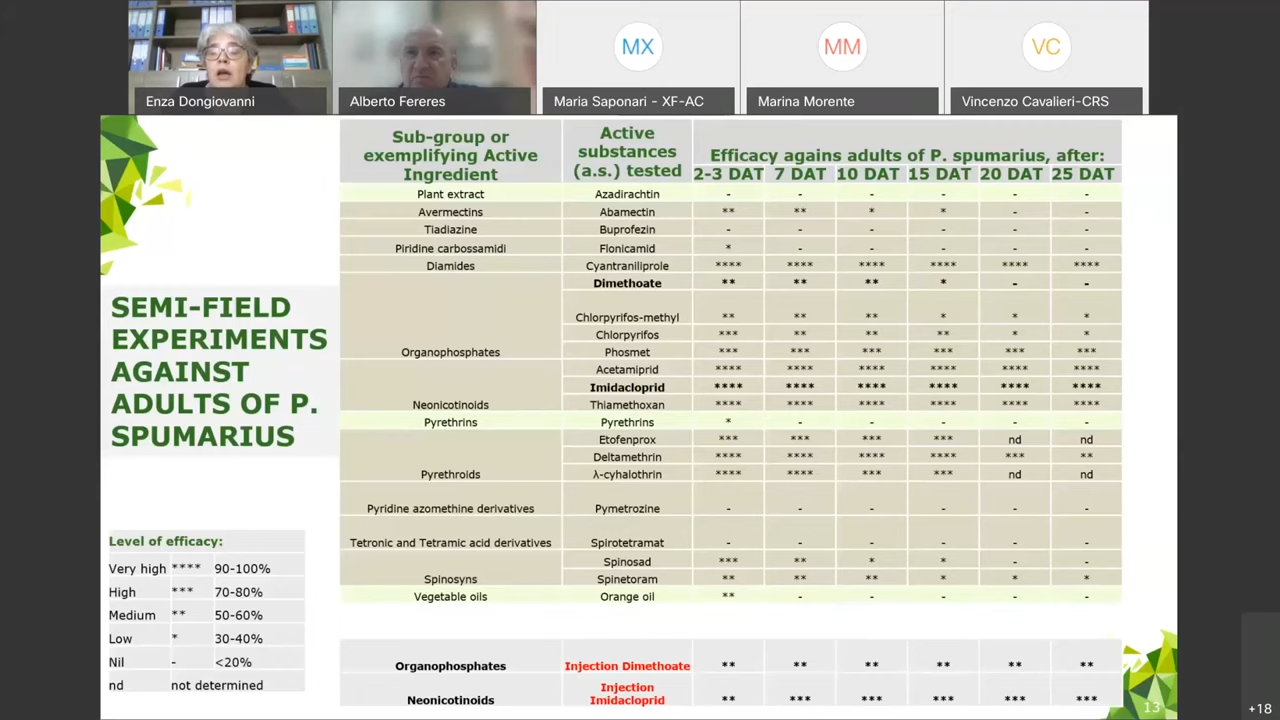 MX
MM
VC
Enza Dongiovanni
Alberto Fereres
Maria Saponari - XF-AC
Marina Morente
Vincenzo Cavalieri-CRS
SEMI-FIELD
EXPERIMENTS
AGAINST
ADULTS OF P.
SPUMARIUS
Level of efficacy:
Very high **** 90-100%
High *** 70-80%
Medium ** 50-60%
Low * 30-40%
Nil - <20%
nd not determined
Sub-group or
exemplifying Active
Ingredient
Active
substances
(a.s.) tested
Efficacy agains adults of P. spumarius, after:
2-3 DAT 7 DAT 10 DAT 15 DAT 20 DAT 25 DAT
Plant extract Azadirachtin - - - - - -
Avermectins Abamectin ** ** * * - -
Tiadiazine Buprofezin - - - - - -
Piridine carbossamidi Flonicamid * - - - - -
Diamides Cyantraniliprole **** **** **** **** **** ****
Dimethoate ** ** ** * - -
Chlorpyrifos-methyl ** ** ** * * *
Chlorpyrifos *** ** ** ** * *
Organophosphates Phosmet *** *** *** *** *** ***
Acetamiprid **** **** **** **** **** ****
Imidacloprid **** **** **** **** **** ****
Neonicotinoids Thiamethoxan **** **** **** **** **** ****
Pyrethrins Pyrethrins * - - - - -
Etofenprox *** *** *** *** nd nd
Deltamethrin **** **** **** **** *** **
Pyrethroids λ-cyhalothrin **** **** *** *** nd nd
Pyridine azomethine derivatives Pymetrozine - - - - - -
Tetronic and Tetramic acid derivatives Spirotetramat - - - - - -
Spinosad *** ** * * - -
Spinosyns Spinetoram ** ** ** * * *
Vegetable oils Orange oil ** - - - - -
Organophosphates Injection Dimethoate ** ** ** ** ** **
Injection
Neonicotinoids Imidacloprid ** *** *** *** *** ***
13
+18